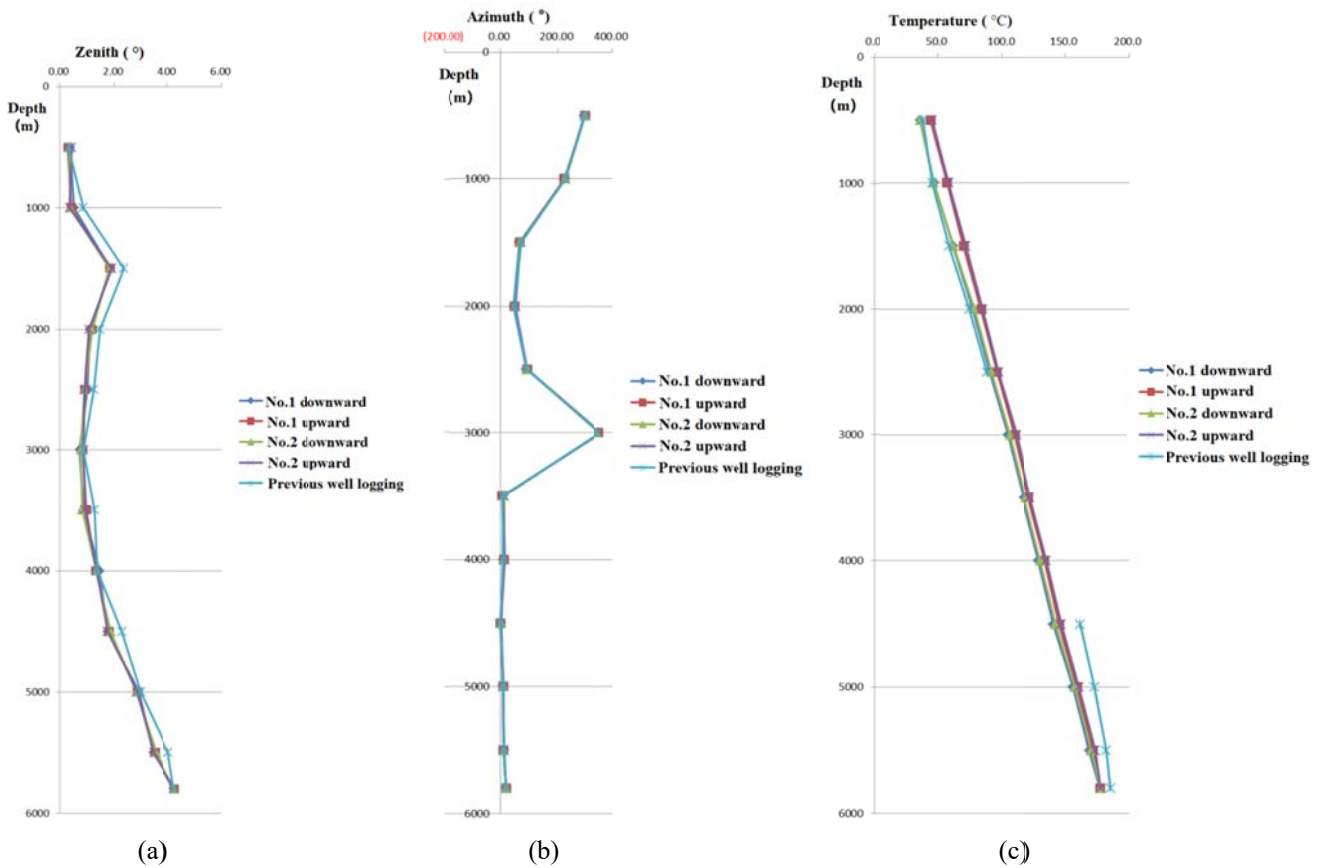 Zenith ( °)
0.00 2.00 4.00 6.00
0
Depth
(m)
1000
2000
3000
4000
5000
6000
No.1 downward
No.1 upward
No.2 downward
No.2 upward
Previous well logging
(a)
Azimuth ( °)
(200.00) 0.00 200.00 400.00
0
Depth
(m)
1000
2000
3000
4000
5000
6000
No.1 downward
No.1 upward
No.2 downward
No.2 upward
Previous well logging
(b)
Temperature ( °C)
0.0 50.0 100.0 150.0 200.0
0
Depth
(m)
1000
2000
3000
4000
5000
6000
No.1 downward
No.1 upward
No.2 downward
No.2 upward
Previous well logging
(c)